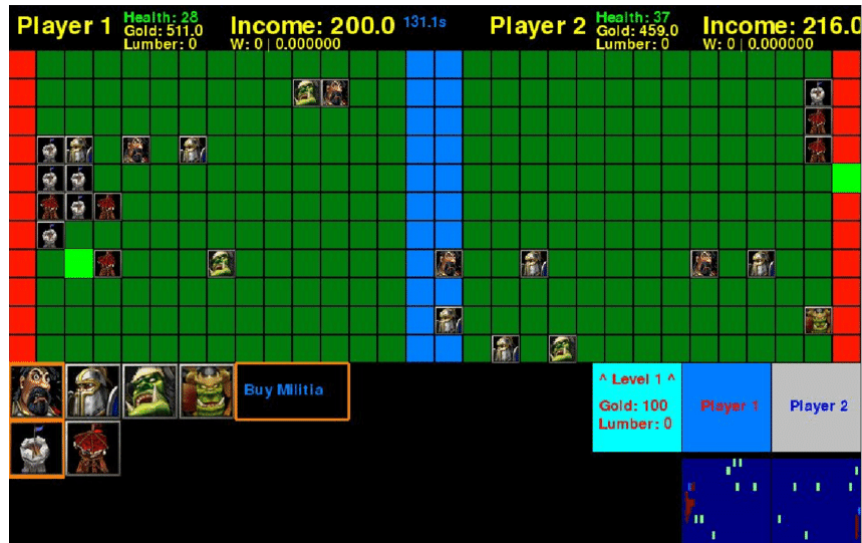 Player 1
Health: 28
Gold: 511.0
Lumber: 0
Income: 200.0
W: 0 | 0.000000
131.1s
Player 2
Health: 37
Gold: 459.0
Lumber: 0
Income: 216.0
W: 0 | 0.000000
Buy Militia
^ Level 1 ^
Gold: 100
Lumber: 0
Player 1
Player 2